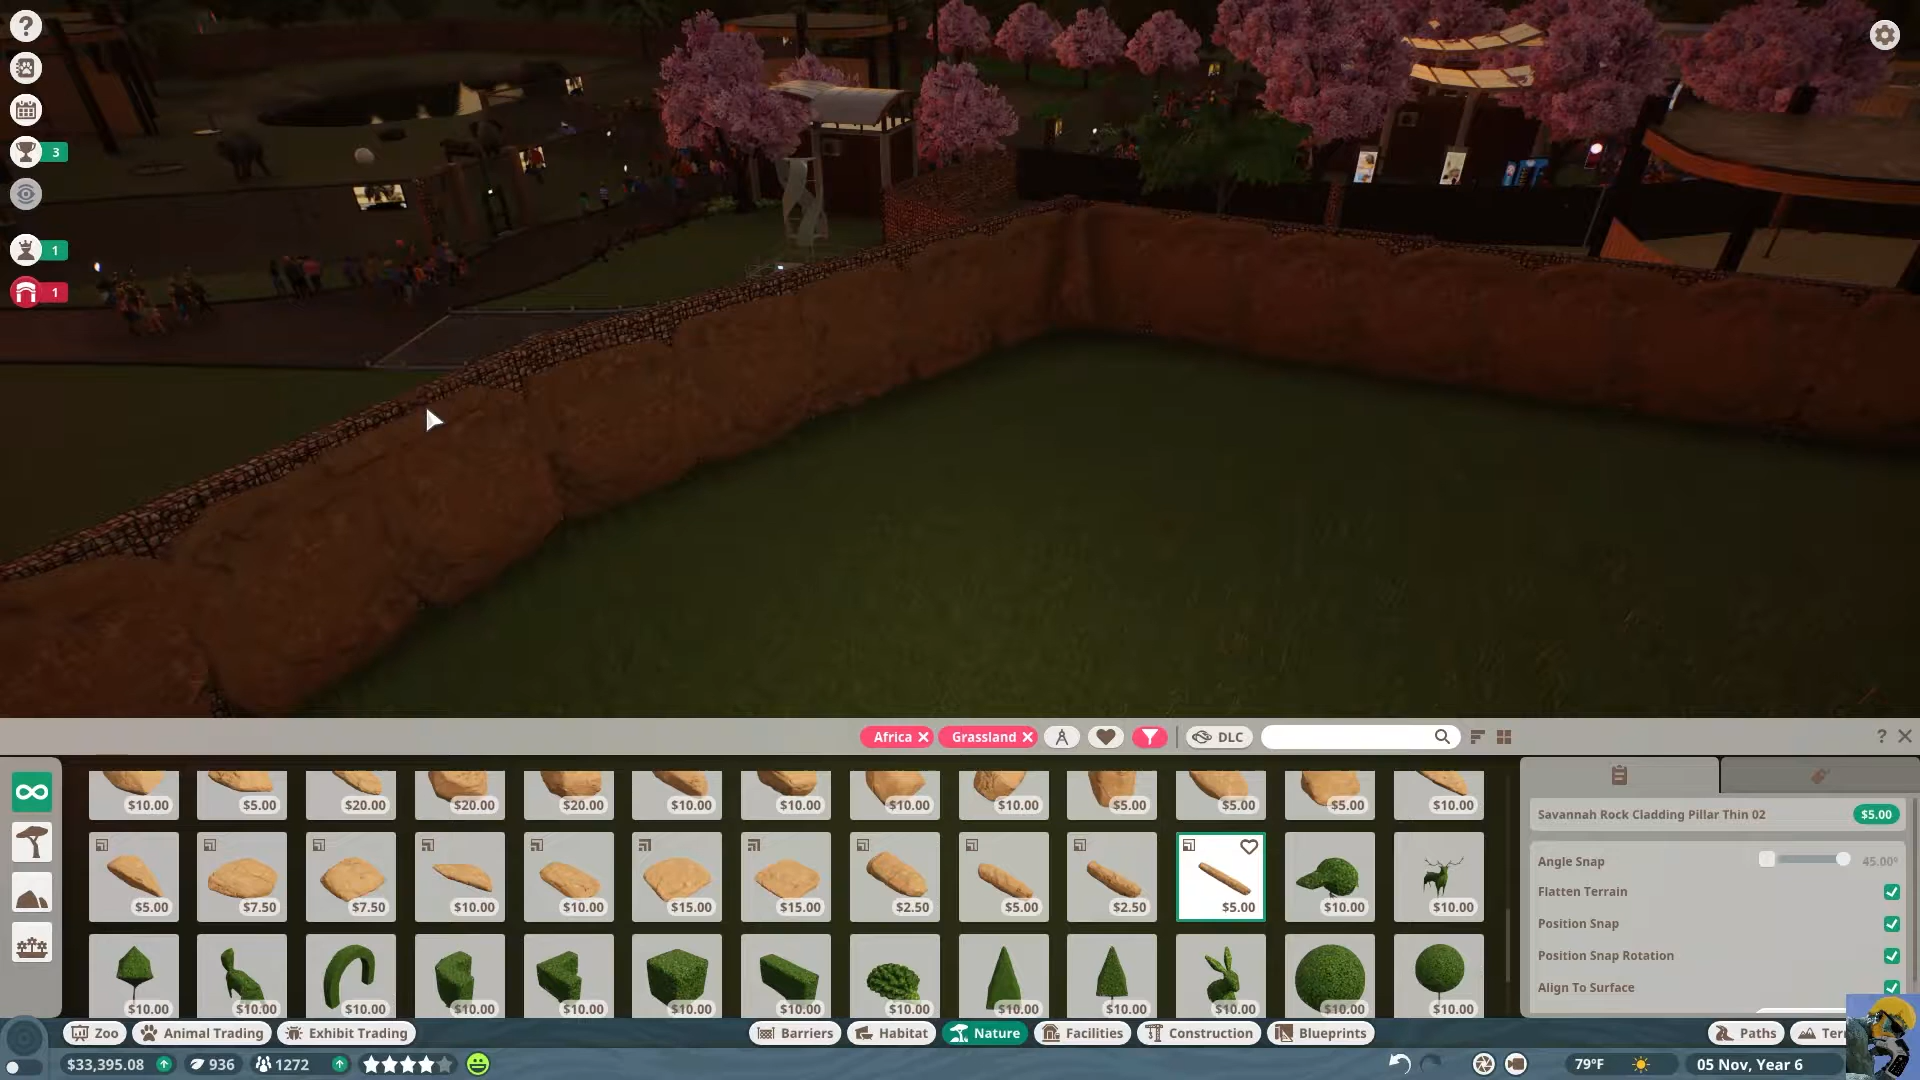 ?
3
1
1
Africa × Grassland × DLC
? ×
$10.00 $5.00 $20.00 $20.00 $20.00 $10.00 $10.00 $10.00 $10.00 $5.00 $5.00 $5.00 $10.00
Savannah Rock Cladding Pillar Thin 02 $5.00
Angle Snap 45.00°
Flatten Terrain
$5.00 $7.50 $7.50 $10.00 $10.00 $15.00 $15.00 $2.50 $5.00 $2.50 $5.00 $10.00 $10.00
Position Snap
Position Snap Rotation
Align To Surface
$10.00 $10.00 $10.00 $10.00 $10.00 $10.00 $10.00 $10.00 $10.00 $10.00 $10.00 $10.00 $10.00
Zoo Animal Trading Exhibit Trading Barriers Habitat Nature Facilities Construction Blueprints Paths Terr
$33,395.08 936 1272 79°F 05 Nov, Year 6